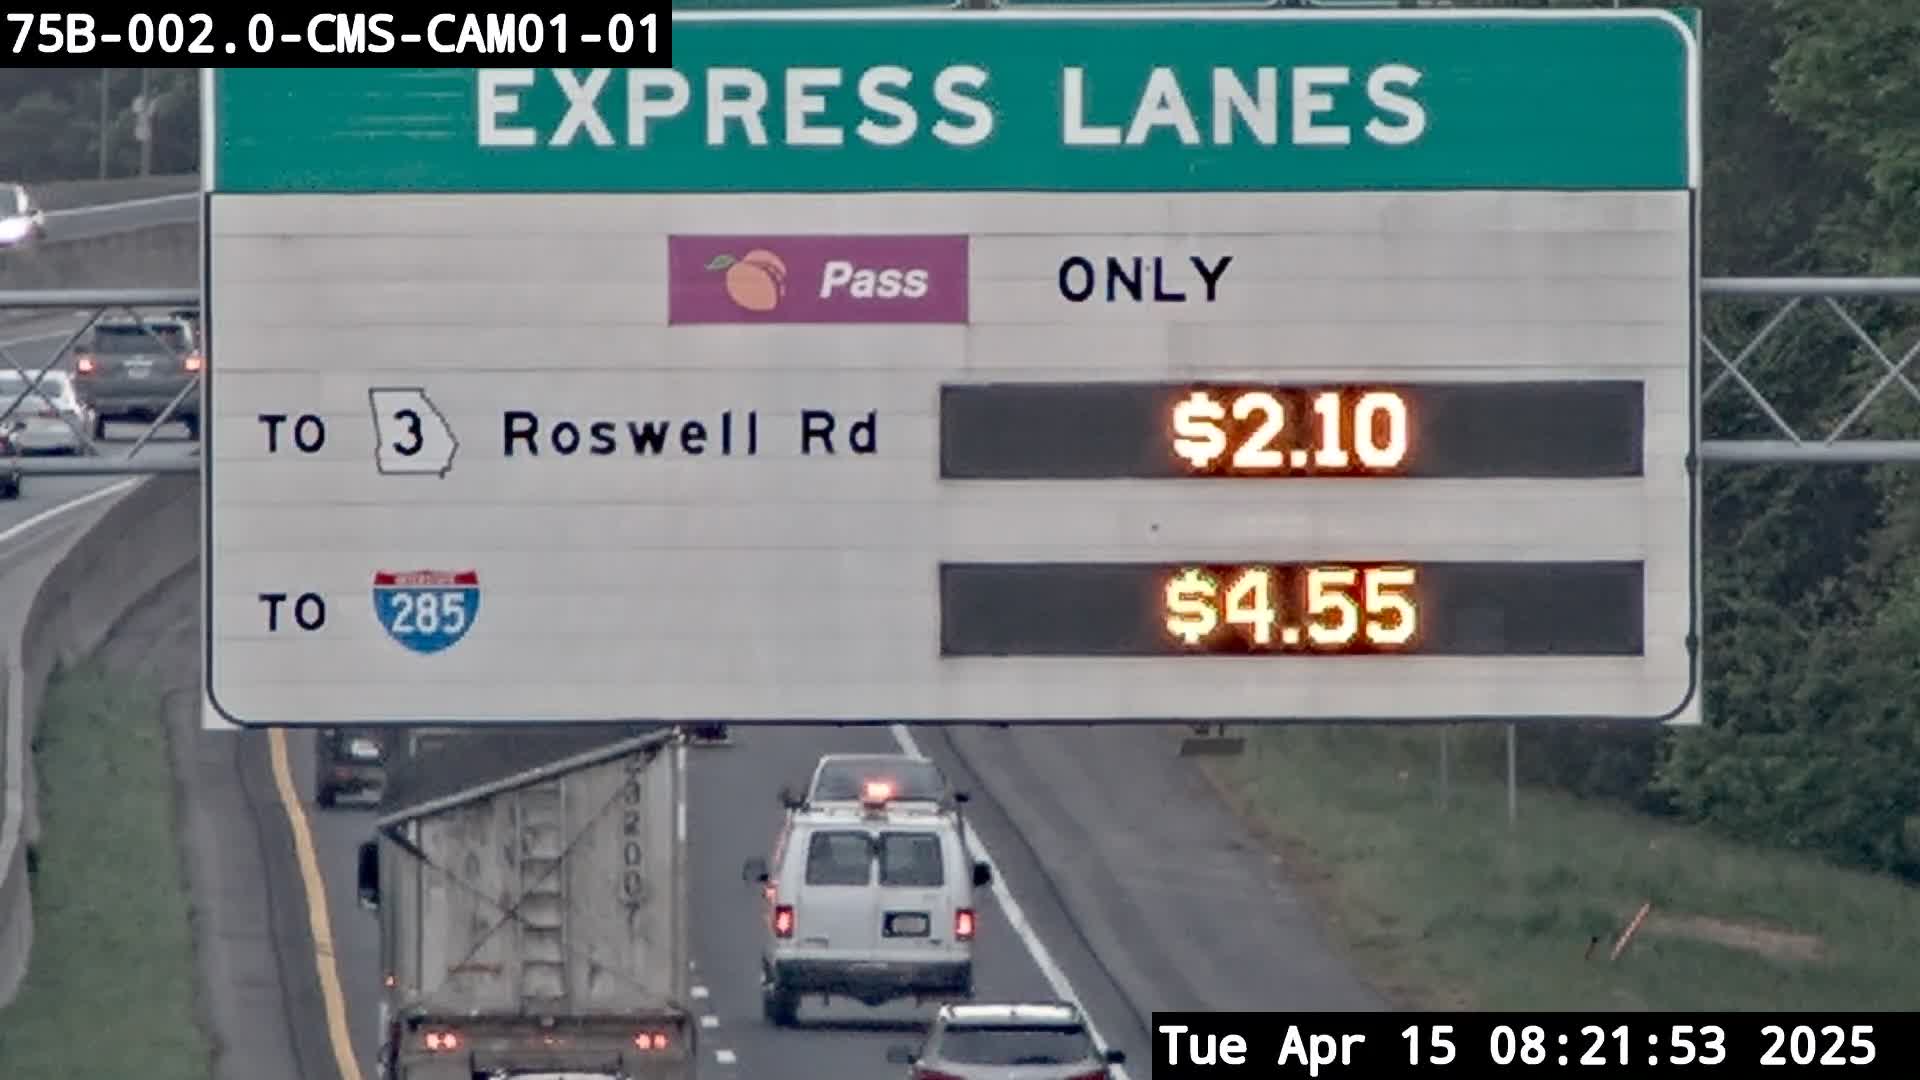 75B-002.0-CMS-CAM01-01
EXPRESS LANES
Pass ONLY
TO 3 Roswell Rd $2.10
INTERSTATE
TO 285 $4.55
Tue Apr 15 08:21:53 2025